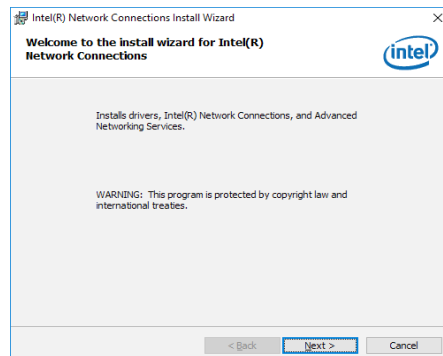 Intel(R) Network Connections Install Wizard
Welcome to the install wizard for Intel(R)
Network Connections
intel
Installs drivers, Intel(R) Network Connections, and Advanced
Networking Services.
WARNING: This program is protected by copyright law and
international treaties.
< Back
Next >
Cancel